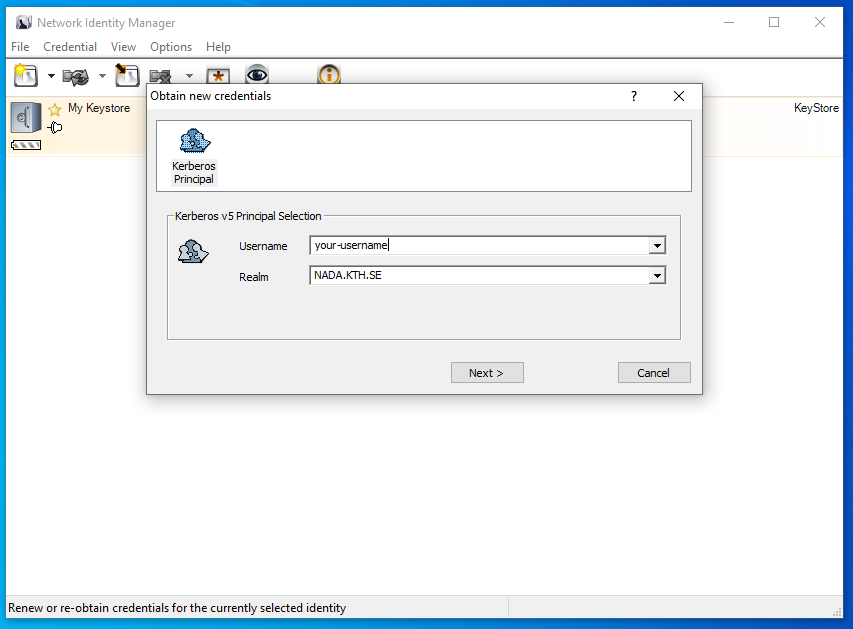 Network Identity Manager
File Credential View Options Help
Obtain new credentials
?
My Keystore
KeyStore
Kerberos
Principal
Kerberos v5 Principal Selection
Username your-username
Realm NADA.KTH.SE
Next > Cancel
Renew or re-obtain credentials for the currently selected identity